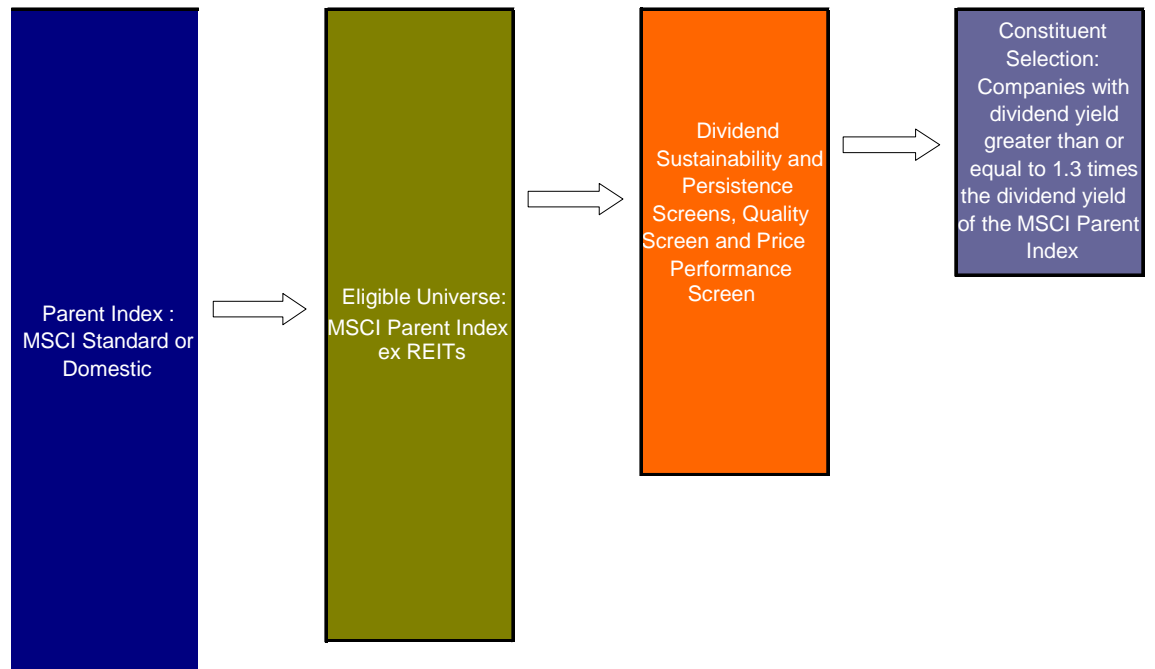 Parent Index :
MSCI Standard or
Domestic
Eligible Universe:
MSCI Parent Index
ex REITs
Dividend
Sustainability and
Persistence
Screens, Quality
Screen and Price
Performance
Screen
Constituent
Selection:
Companies with
dividend yield
greater than or
equal to 1.3 times
the dividend yield
of the MSCI Parent
Index